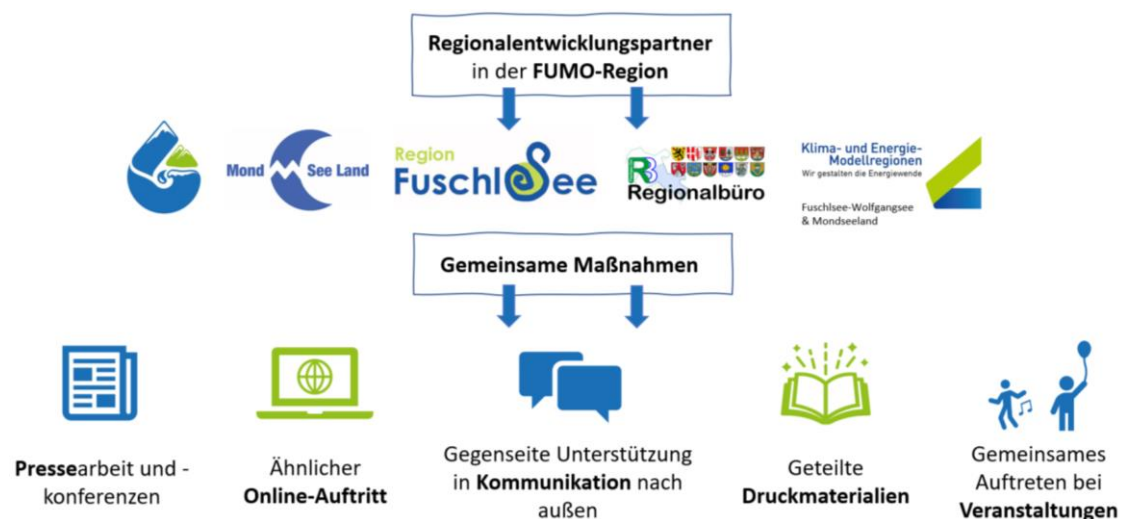 Regionalentwicklungspartner
in der FUMO-Region
Mond See Land
Region
FuschlSee
RB
Regionalbüro
Klima- und Energie-
Modellregionen
Wir gestalten die Energiewende
Fuschlsee-Wolfgangsee
& Mondseeland
Gemeinsame Maßnahmen
Pressearbeit und -
konferenzen
Ähnlicher
Online-Auftritt
Gegenseite Unterstützung
in Kommunikation nach
außen
Geteilte
Druckmaterialien
Gemeinsames
Auftreten bei
Veranstaltungen